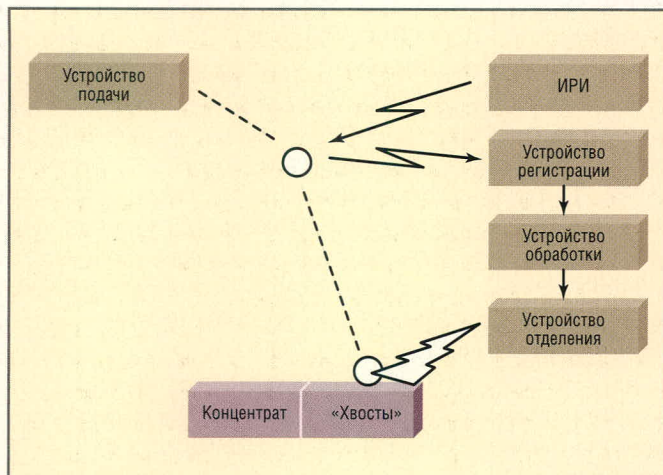 Устройство
подачи
ИРИ
Устройство
регистрации
Устройство
обработки
Устройство
отделения
Концентрат
«Хвосты»